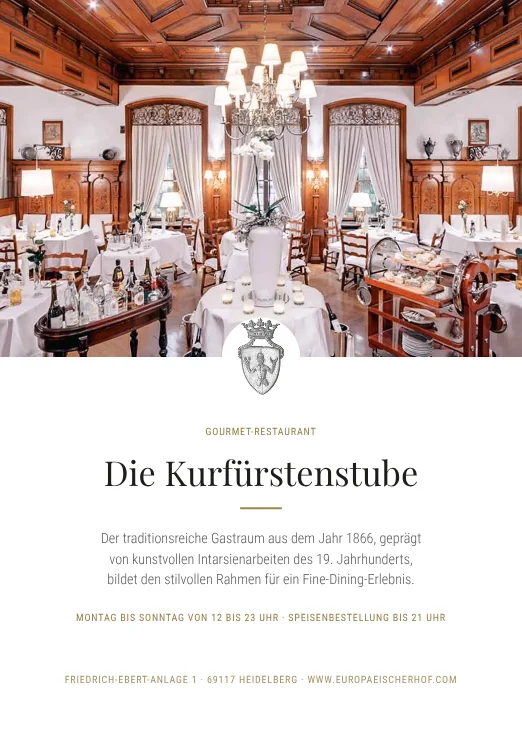 GOURMET-RESTAURANT
Die Kurfürstenstube
Der traditionsreiche Gastraum aus dem Jahr 1866, geprägt
von kunstvollen Intarsienarbeiten des 19. Jahrhunderts,
bildet den stilvollen Rahmen für ein Fine-Dining-Erlebnis.
MONTAG BIS SONNTAG VON 12 BIS 23 UHR · SPEISENBESTELLUNG BIS 21 UHR
FRIEDRICH-EBERT-ANLAGE 1 · 69117 HEIDELBERG · WWW.EUROPAEISCHERHOF.COM